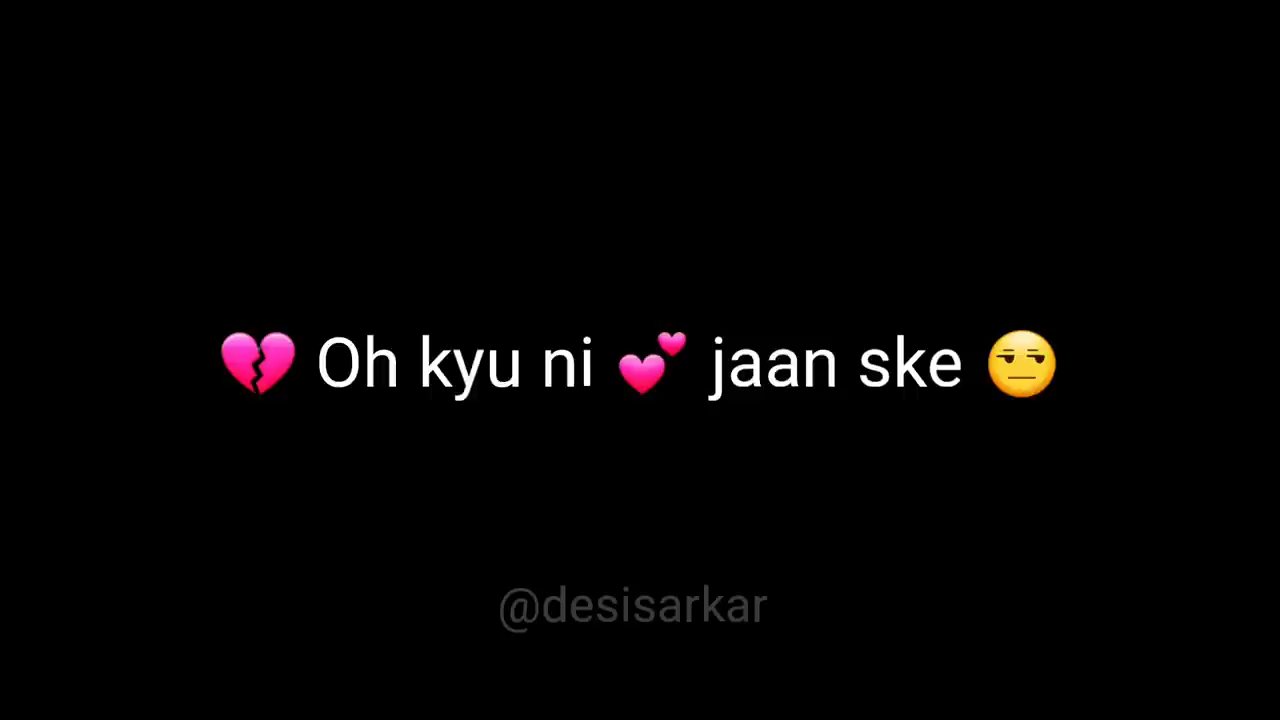 💔 Oh kyu ni 💕 jaan ske 😒
@desisarkar